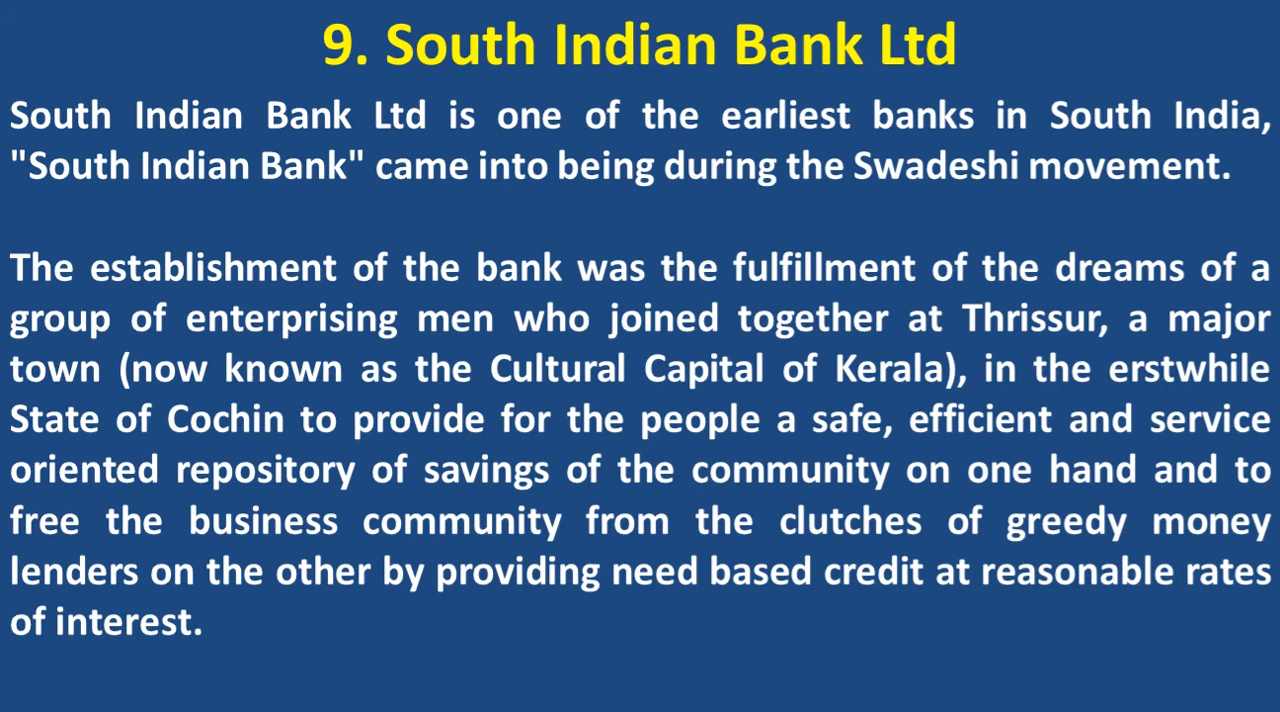 9. South Indian Bank Ltd
South Indian Bank Ltd is one of the earliest banks in South India,
"South Indian Bank" came into being during the Swadeshi movement.
The establishment of the bank was the fulfillment of the dreams of a
group of enterprising men who joined together at Thrissur, a major
town (now known as the Cultural Capital of Kerala), in the erstwhile
State of Cochin to provide for the people a safe, efficient and service
oriented repository of savings of the community on one hand and to
free the business community from the clutches of greedy money
lenders on the other by providing need based credit at reasonable rates
of interest.